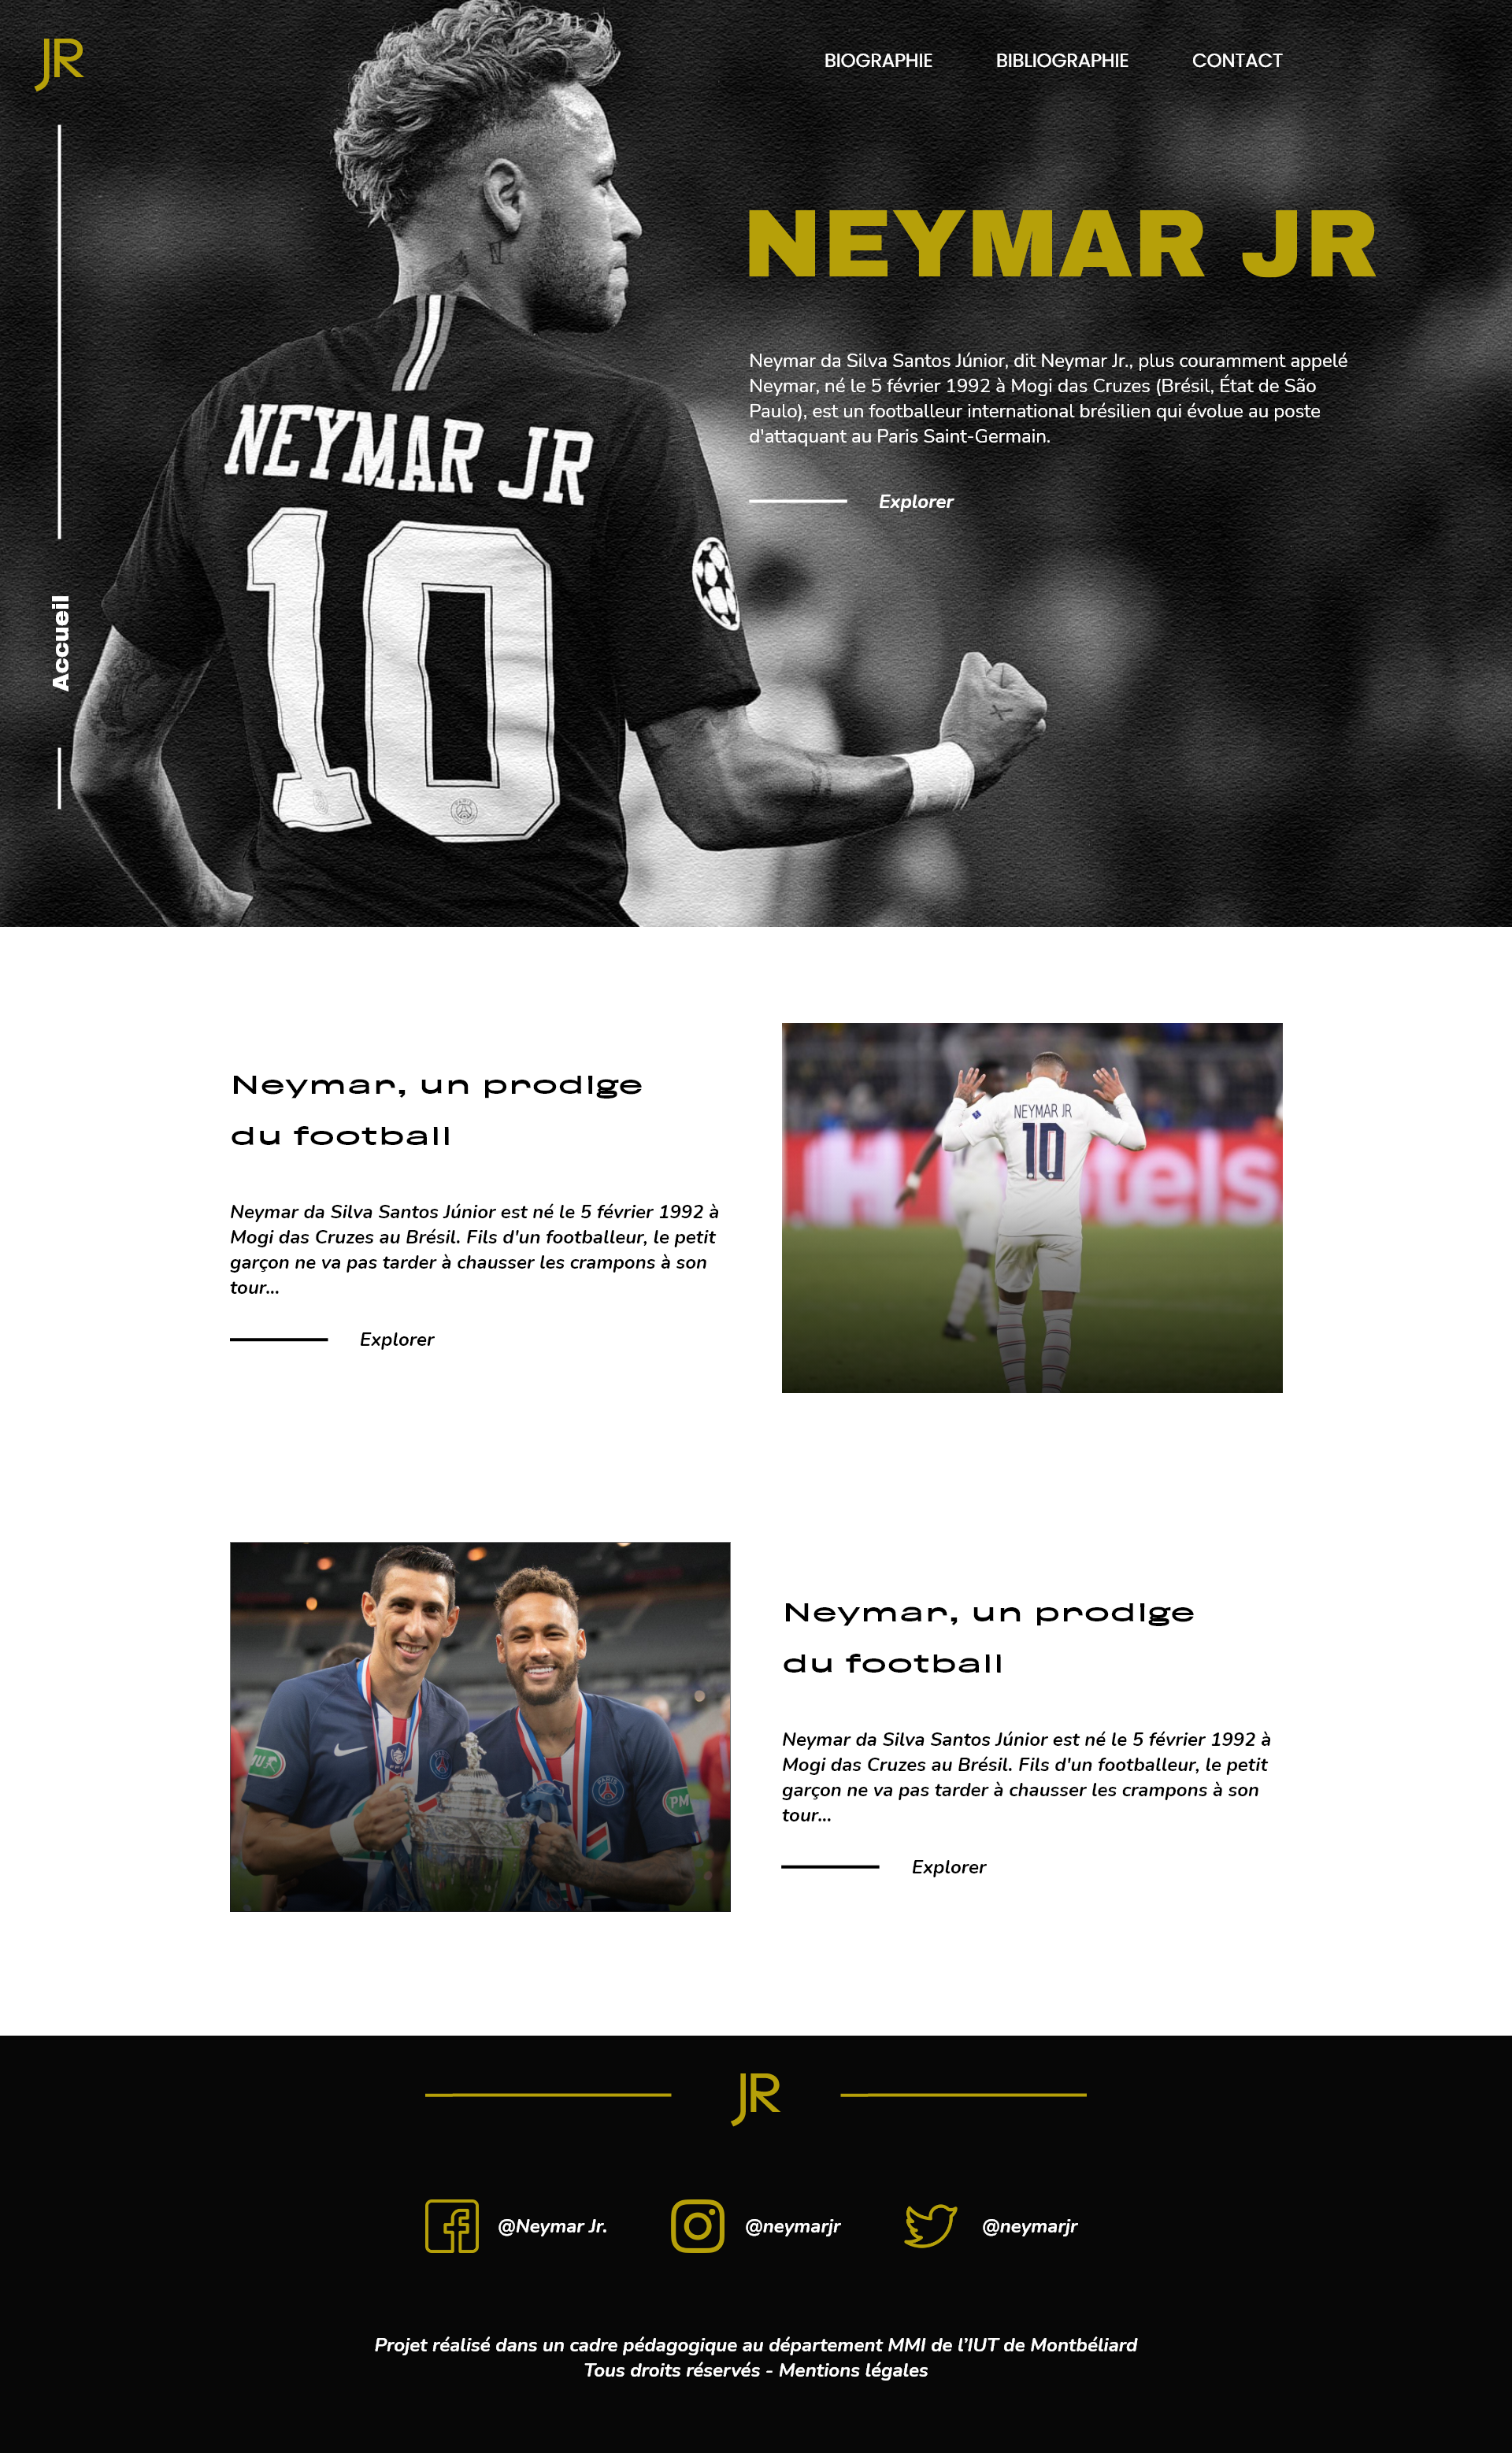 JR
BIOGRAPHIE
BIBLIOGRAPHIE
CONTACT
NEYMAR JR
Neymar da Silva Santos Júnior, dit Neymar Jr., plus couramment appelé
Neymar, né le 5 février 1992 à Mogi das Cruzes (Brésil, État de São
Paulo), est un footballeur international brésilien qui évolue au poste
d'attaquant au Paris Saint-Germain.
Explorer
NEYMAR JR
10
Accueil
Neymar, un prodige
du football
Neymar da Silva Santos Júnior est né le 5 février 1992 à
Mogi das Cruzes au Brésil. Fils d'un footballeur, le petit
garçon ne va pas tarder à chausser les crampons à son
tour...
Explorer
NEYMAR JR
10
H tels
PM
Neymar, un prodige
du football
Neymar da Silva Santos Júnior est né le 5 février 1992 à
Mogi das Cruzes au Brésil. Fils d'un footballeur, le petit
garçon ne va pas tarder à chausser les crampons à son
tour...
Explorer
JR
@Neymar Jr.
@neymarjr
@neymarjr
Projet réalisé dans un cadre pédagogique au département MMI de l’IUT de Montbéliard
Tous droits réservés - Mentions légales